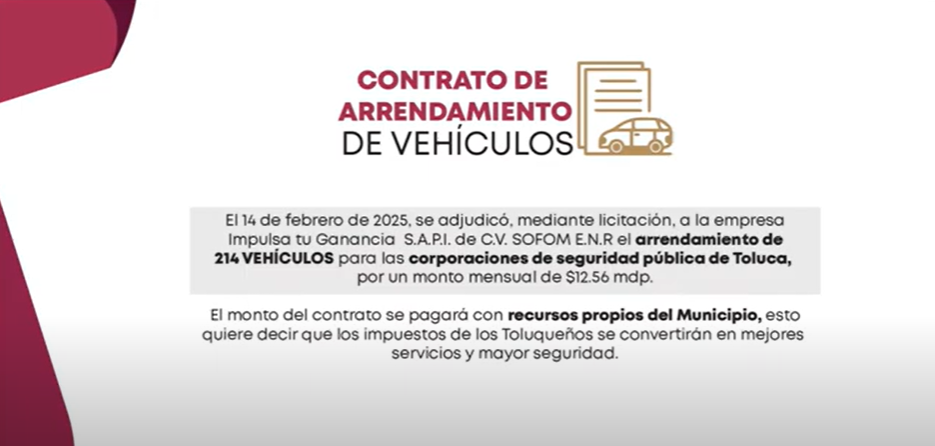 CONTRATO DE
ARRENDAMIENTO
DE VEHÍCULOS
El 14 de febrero de 2025, se adjudicó, mediante licitación, a la empresa
Impulsa tu Ganancia S.A.P.I. de C.V. SOFOM E.N.R el arrendamiento de
214 VEHÍCULOS para las corporaciones de seguridad pública de Toluca,
por un monto mensual de $12.56 mdp.
El monto del contrato se pagará con recursos propios del Municipio, esto
quiere decir que los impuestos de los Toluqueños se convertirán en mejores
servicios y mayor seguridad.